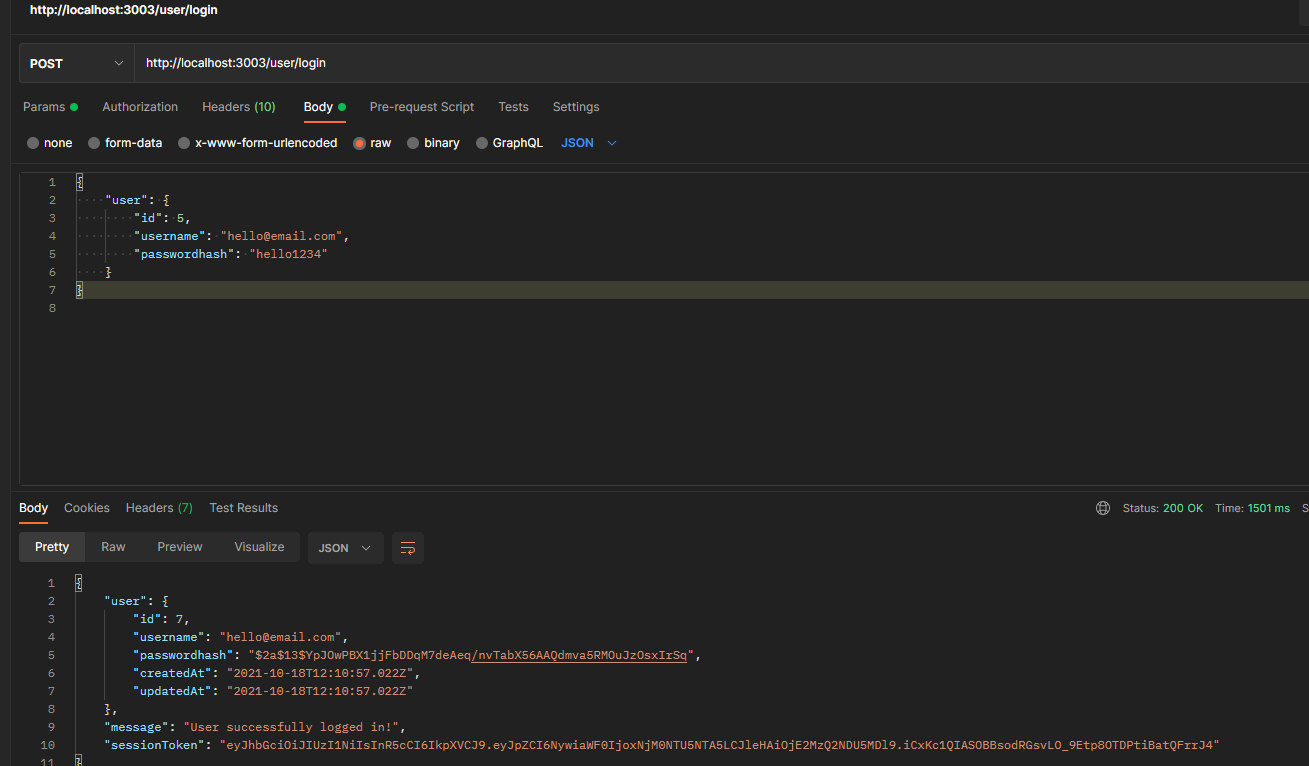 http://localhost:3003/user/login
POST http://localhost:3003/user/login
Params Authorization Headers (10) Body Pre-request Script Tests Settings
none form-data x-www-form-urlencoded raw binary GraphQL JSON
1 {
2 "user": {
3 "id": 5,
4 "username": "hello@email.com",
5 "passwordhash": "hello1234"
6 }
7 }
8
Body Cookies Headers (7) Test Results Status: 200 OK Time: 1501 ms S
Pretty Raw Preview Visualize JSON
1 {
2 "user": {
3 "id": 7,
4 "username": "hello@email.com",
5 "passwordhash": "$2a$13$YpJOwPBX1jjFbDDqM7deAeq/nvTabX56AAQdmva5RMOuJzOsxIrSq",
6 "createdAt": "2021-10-18T12:10:57.022Z",
7 "updatedAt": "2021-10-18T12:10:57.022Z"
8 },
9 "message": "User successfully logged in!",
10 "sessionToken": "eyJhbGciOiJIUzI1NiIsInR5cCI6IkpXVCJ9.eyJpZCI6NywiaWF0IjoxNjM0NTU5NTA5LCJleHAiOjE2MzQ2NDU5MDl9.iCxKc1QIASOBBsodRGsvLO_9Etp8OTDPtiBatQFrrJ4"
11 }